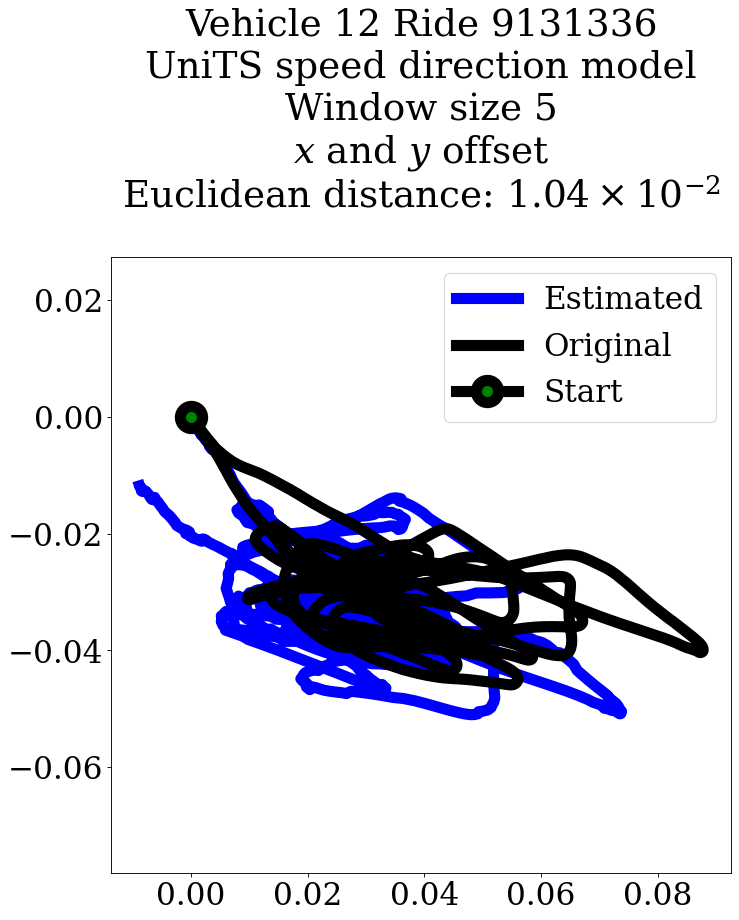 Vehicle 12 Ride 9131336
UniTS speed direction model
Window size 5
x and y offset
Euclidean distance: 1.04 × 10⁻²
Estimated
Original
Start
0.02
0.00
−0.02
−0.04
−0.06
0.00 0.02 0.04 0.06 0.08